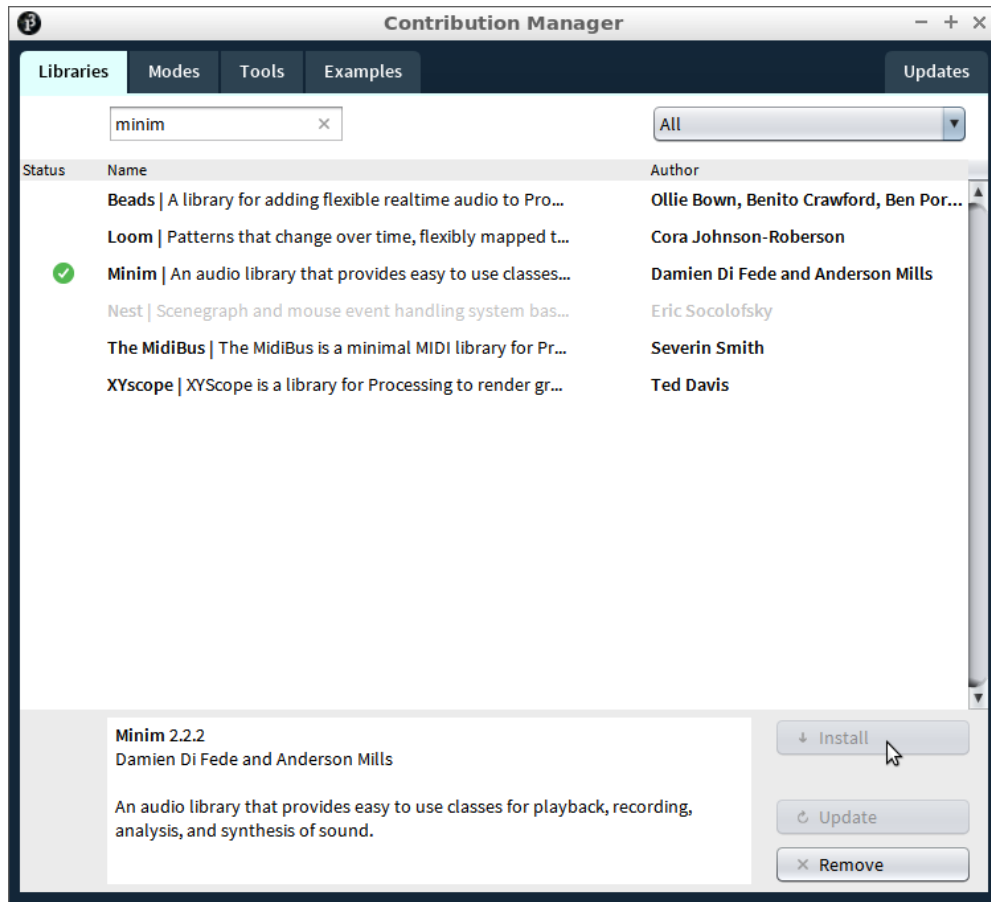 Contribution Manager
Libraries Modes Tools Examples Updates
minim All
Status Name Author
Beads | A library for adding flexible realtime audio to Pro... Ollie Bown, Benito Crawford, Ben Por...
Loom | Patterns that change over time, flexibly mapped t... Cora Johnson-Roberson
Minim | An audio library that provides easy to use classes... Damien Di Fede and Anderson Mills
Nest | Scenegraph and mouse event handling system bas... Eric Socolofsky
The MidiBus | The MidiBus is a minimal MIDI library for Pr... Severin Smith
XYscope | XYScope is a library for Processing to render gr... Ted Davis
Minim 2.2.2
Damien Di Fede and Anderson Mills
An audio library that provides easy to use classes for playback, recording,
analysis, and synthesis of sound.
Install
Update
Remove